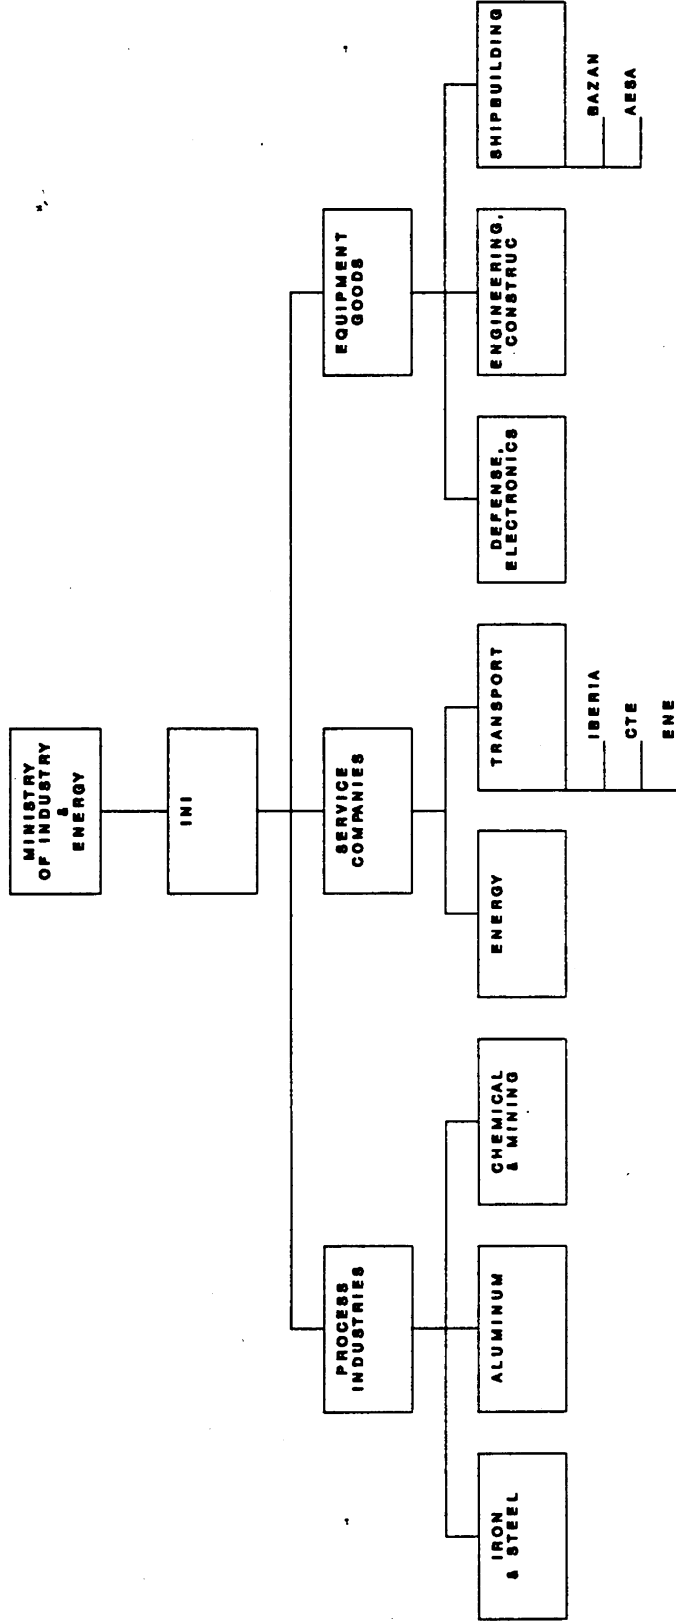 MINISTRY
OF INDUSTRY
&
ENERGY
INI
PROCESS
INDUSTRIES
SERVICE
COMPANIES
EQUIPMENT
GOODS
IRON
& STEEL
ALUMINUM
CHEMICAL
& MINING
ENERGY
TRANSPORT
DEFENSE,
ELECTRONICS
ENGINEERING,
CONSTRUC
SHIPBUILDING
IBERIA
CTE
ENE
BAZAN
AESA